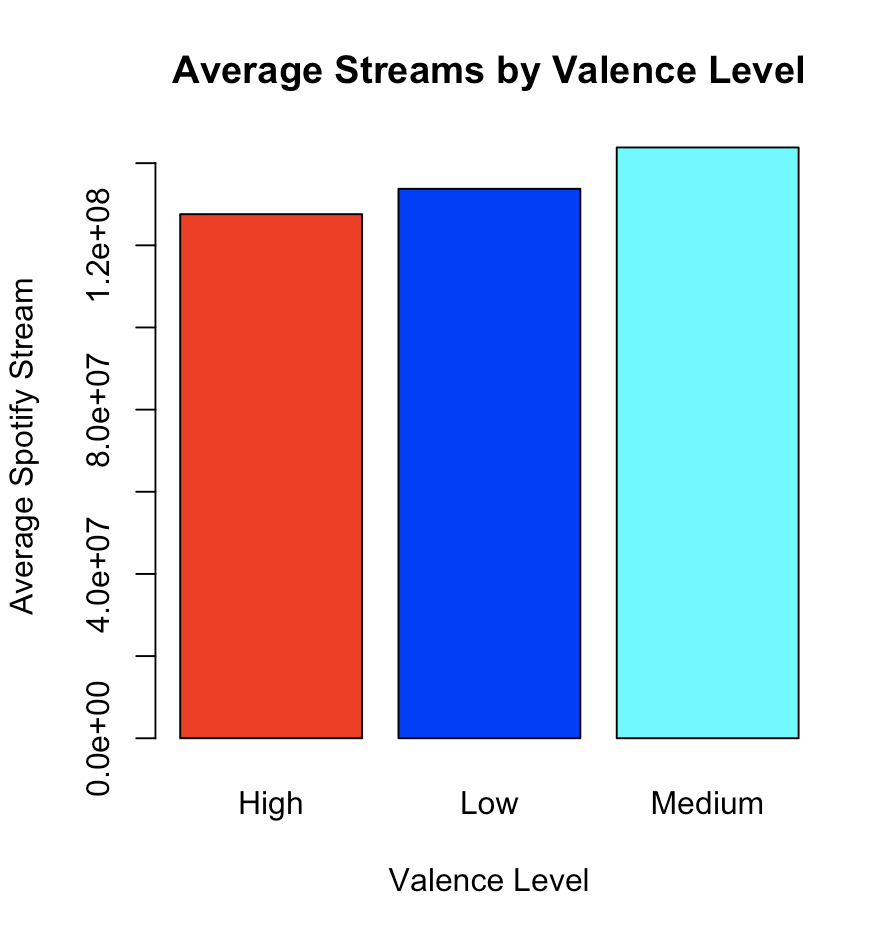 Average Streams by Valence Level
Average Spotify Stream
1.2e+08
8.0e+07
4.0e+07
0.0e+00
High
Low
Medium
Valence Level